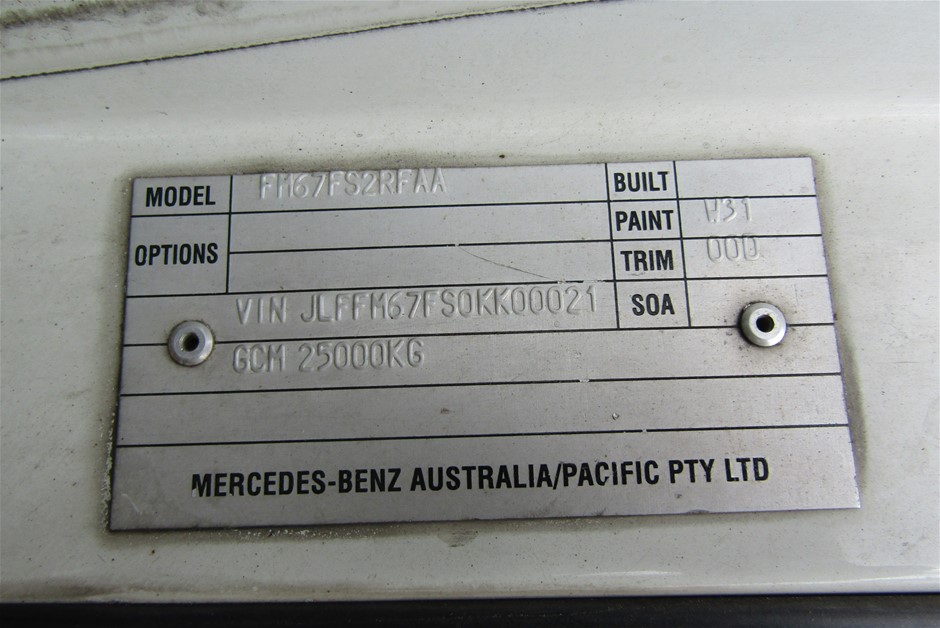 MODEL FM67FS2RFAA BUILT
PAINT W31
OPTIONS TRIM 000
VIN JLFFM67FS0KK00021 SOA
GCM 25000KG
MERCEDES-BENZ AUSTRALIA/PACIFIC PTY LTD